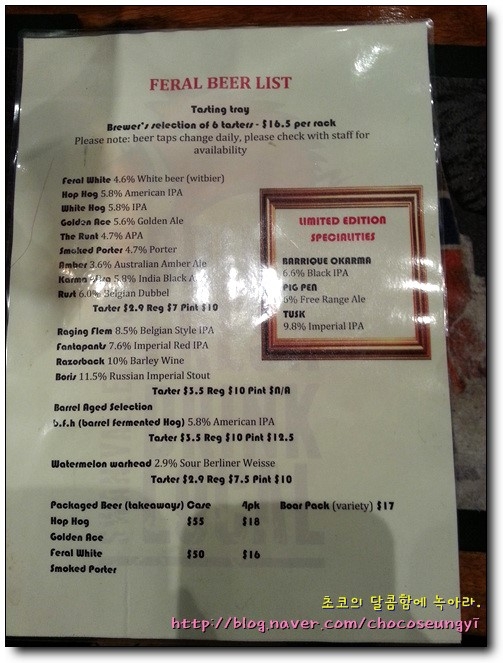 FERAL BEER LIST
Tasting tray
Brewer's selection of 6 tasters - $16.5 per rack
Please note: beer taps change daily, please check with staff for
availability
Feral White 4.6% White beer (witbier)
Hop Hog 5.8% American IPA
White Hog 5.8% IPA
Golden Ace 5.6% Golden Ale
The Runt 4.7% APA
Smoked Porter 4.7% Porter
Amber 3.6% Australian Amber Ale
Karma 5.8% India Black
Rust 6.0% Belgian Dubbel
Taster $2.9 Reg $7 Pint $10
LIMITED EDITION
SPECIALITIES
BARRIQUE OKARMA
6.6% Black IPA
PIG PEN
6% Free Range Ale
TUSK
9.8% Imperial IPA
Raging Flem 8.5% Belgian Style IPA
Fantapants 7.6% Imperial Red IPA
Razorback 10% Barley Wine
Boris 11.5% Russian Imperial Stout
Taster $3.5 Reg $10 Pint $N/A
Barrel Aged Selection
b.f.h (barrel fermented Hog) 5.8% American IPA
Taster $3.5 Reg $10 Pint $12.5
Watermelon warhead 2.9% Sour Berliner Weisse
Taster $2.9 Reg $7.5 Pint $10
Packaged Beer (takeaways) Case 4pk Boar Pack (variety) $17
Hop Hog $55 $18
Golden Ace
Feral White $50 $16
Smoked Porter
초코의 달콤함에 녹아라.
http://blog.naver.com/chocoseungyi